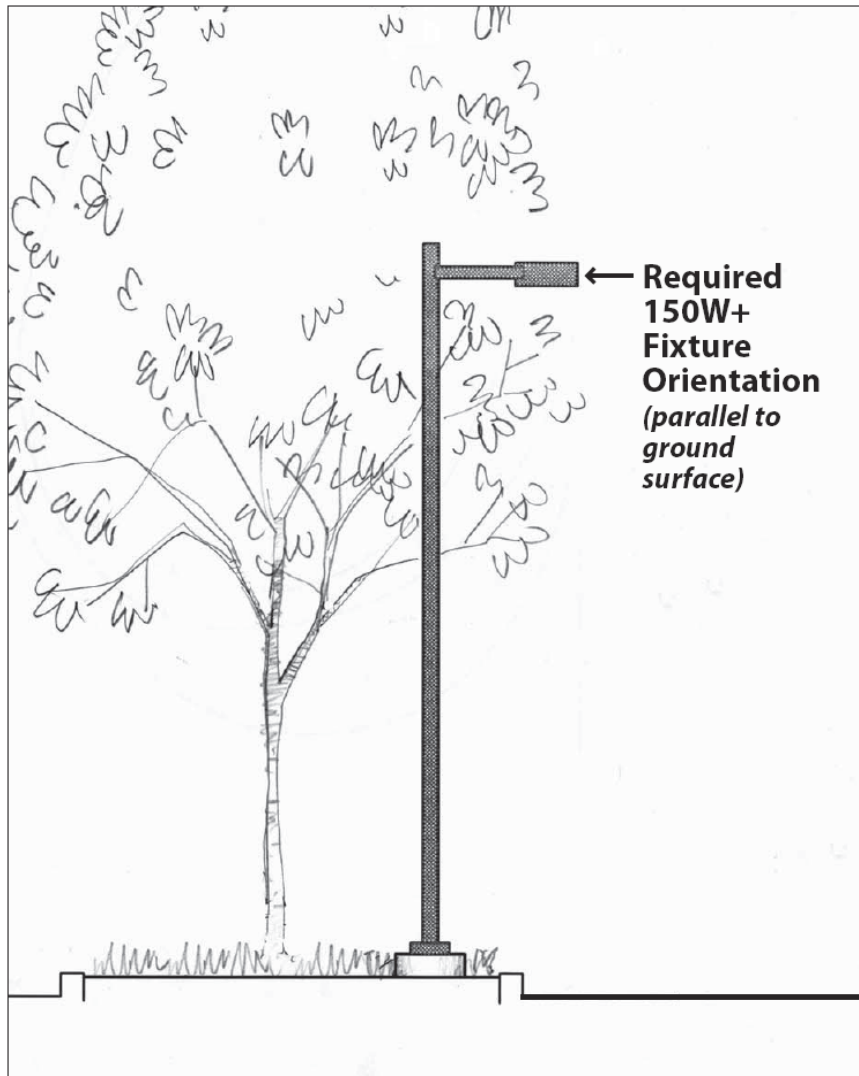 Required
150W+
Fixture
Orientation
(parallel to
ground
surface)